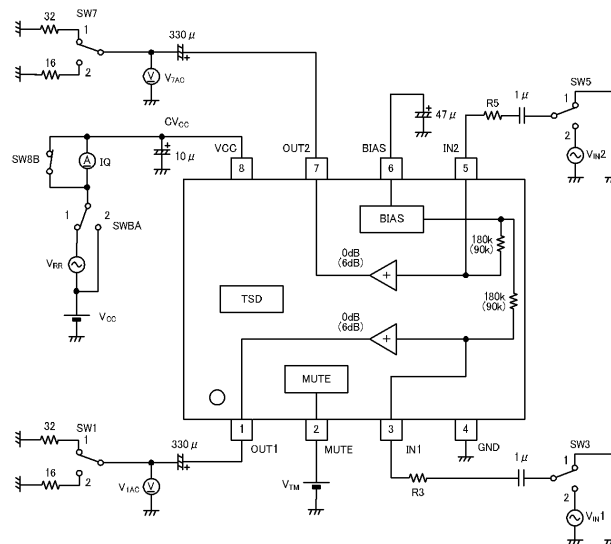 32
SW7
1
16
2
330μ
V7AC
CVCC
SW8B
IQ
10μ
1
2
SWBA
VRR
VCC
47μ
R5
1μ
SW5
1
2
VIN2
VCC
OUT2
BIAS
IN2
8
7
6
5
BIAS
180k
(90k)
0dB
(6dB)
180k
(90k)
TSD
0dB
(6dB)
MUTE
1
2
3
4
OUT1
MUTE
IN1
GND
32
SW1
1
16
2
330μ
V1AC
VTM
R3
1μ
SW3
1
2
VIN1